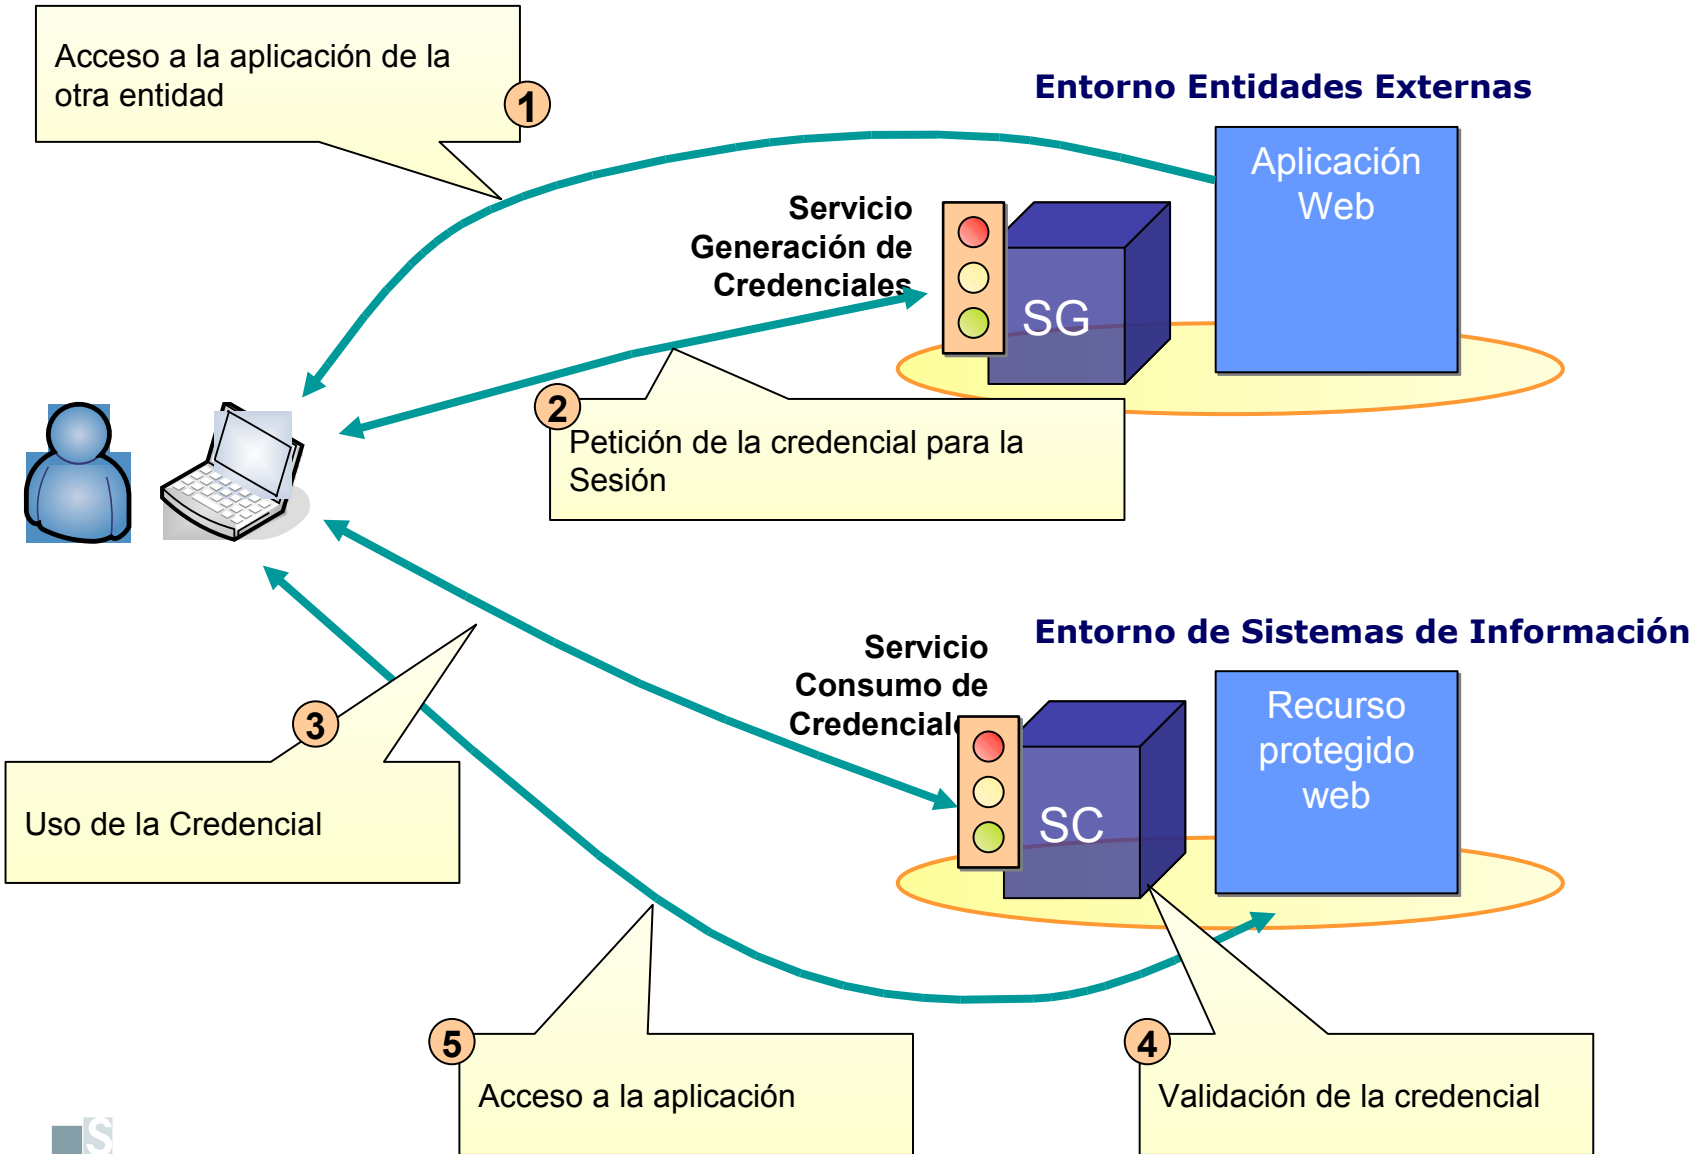 Acceso a la aplicación de la
otra entidad
1
Entorno Entidades Externas
Aplicación
Web
Servicio
Generación de
Credenciales
SG
2
Petición de la credencial para la
Sesión
Entorno de Sistemas de Información
Servicio
Consumo de
Recurso
protegido
web
SC
3
Uso de la Credencial
5
Acceso a la aplicación
4
Validación de la credencial
S